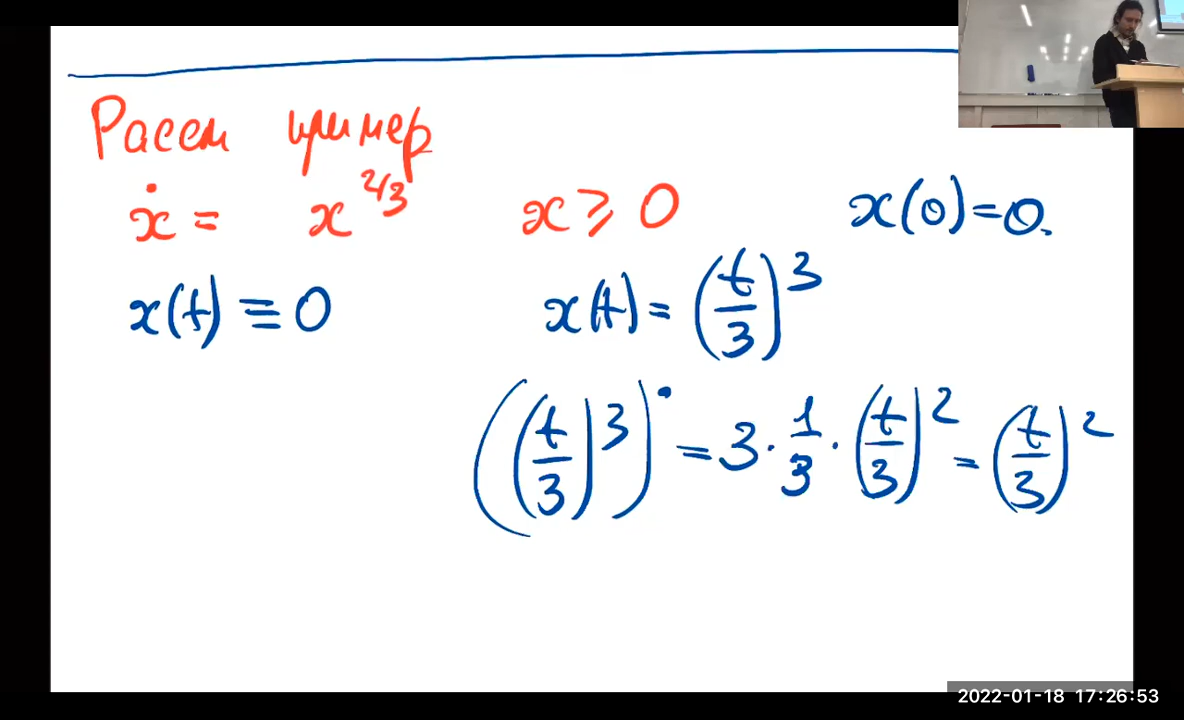 Рассм пример
ẋ = x^{2/3} x ⩾ 0 x(0)=0.
x(t) ≡ 0 x(t) = (t/3)^3
((t/3)^3)^• = 3 · 1/3 · (t/3)^2 = (t/3)^2
2022-01-18 17:26:53